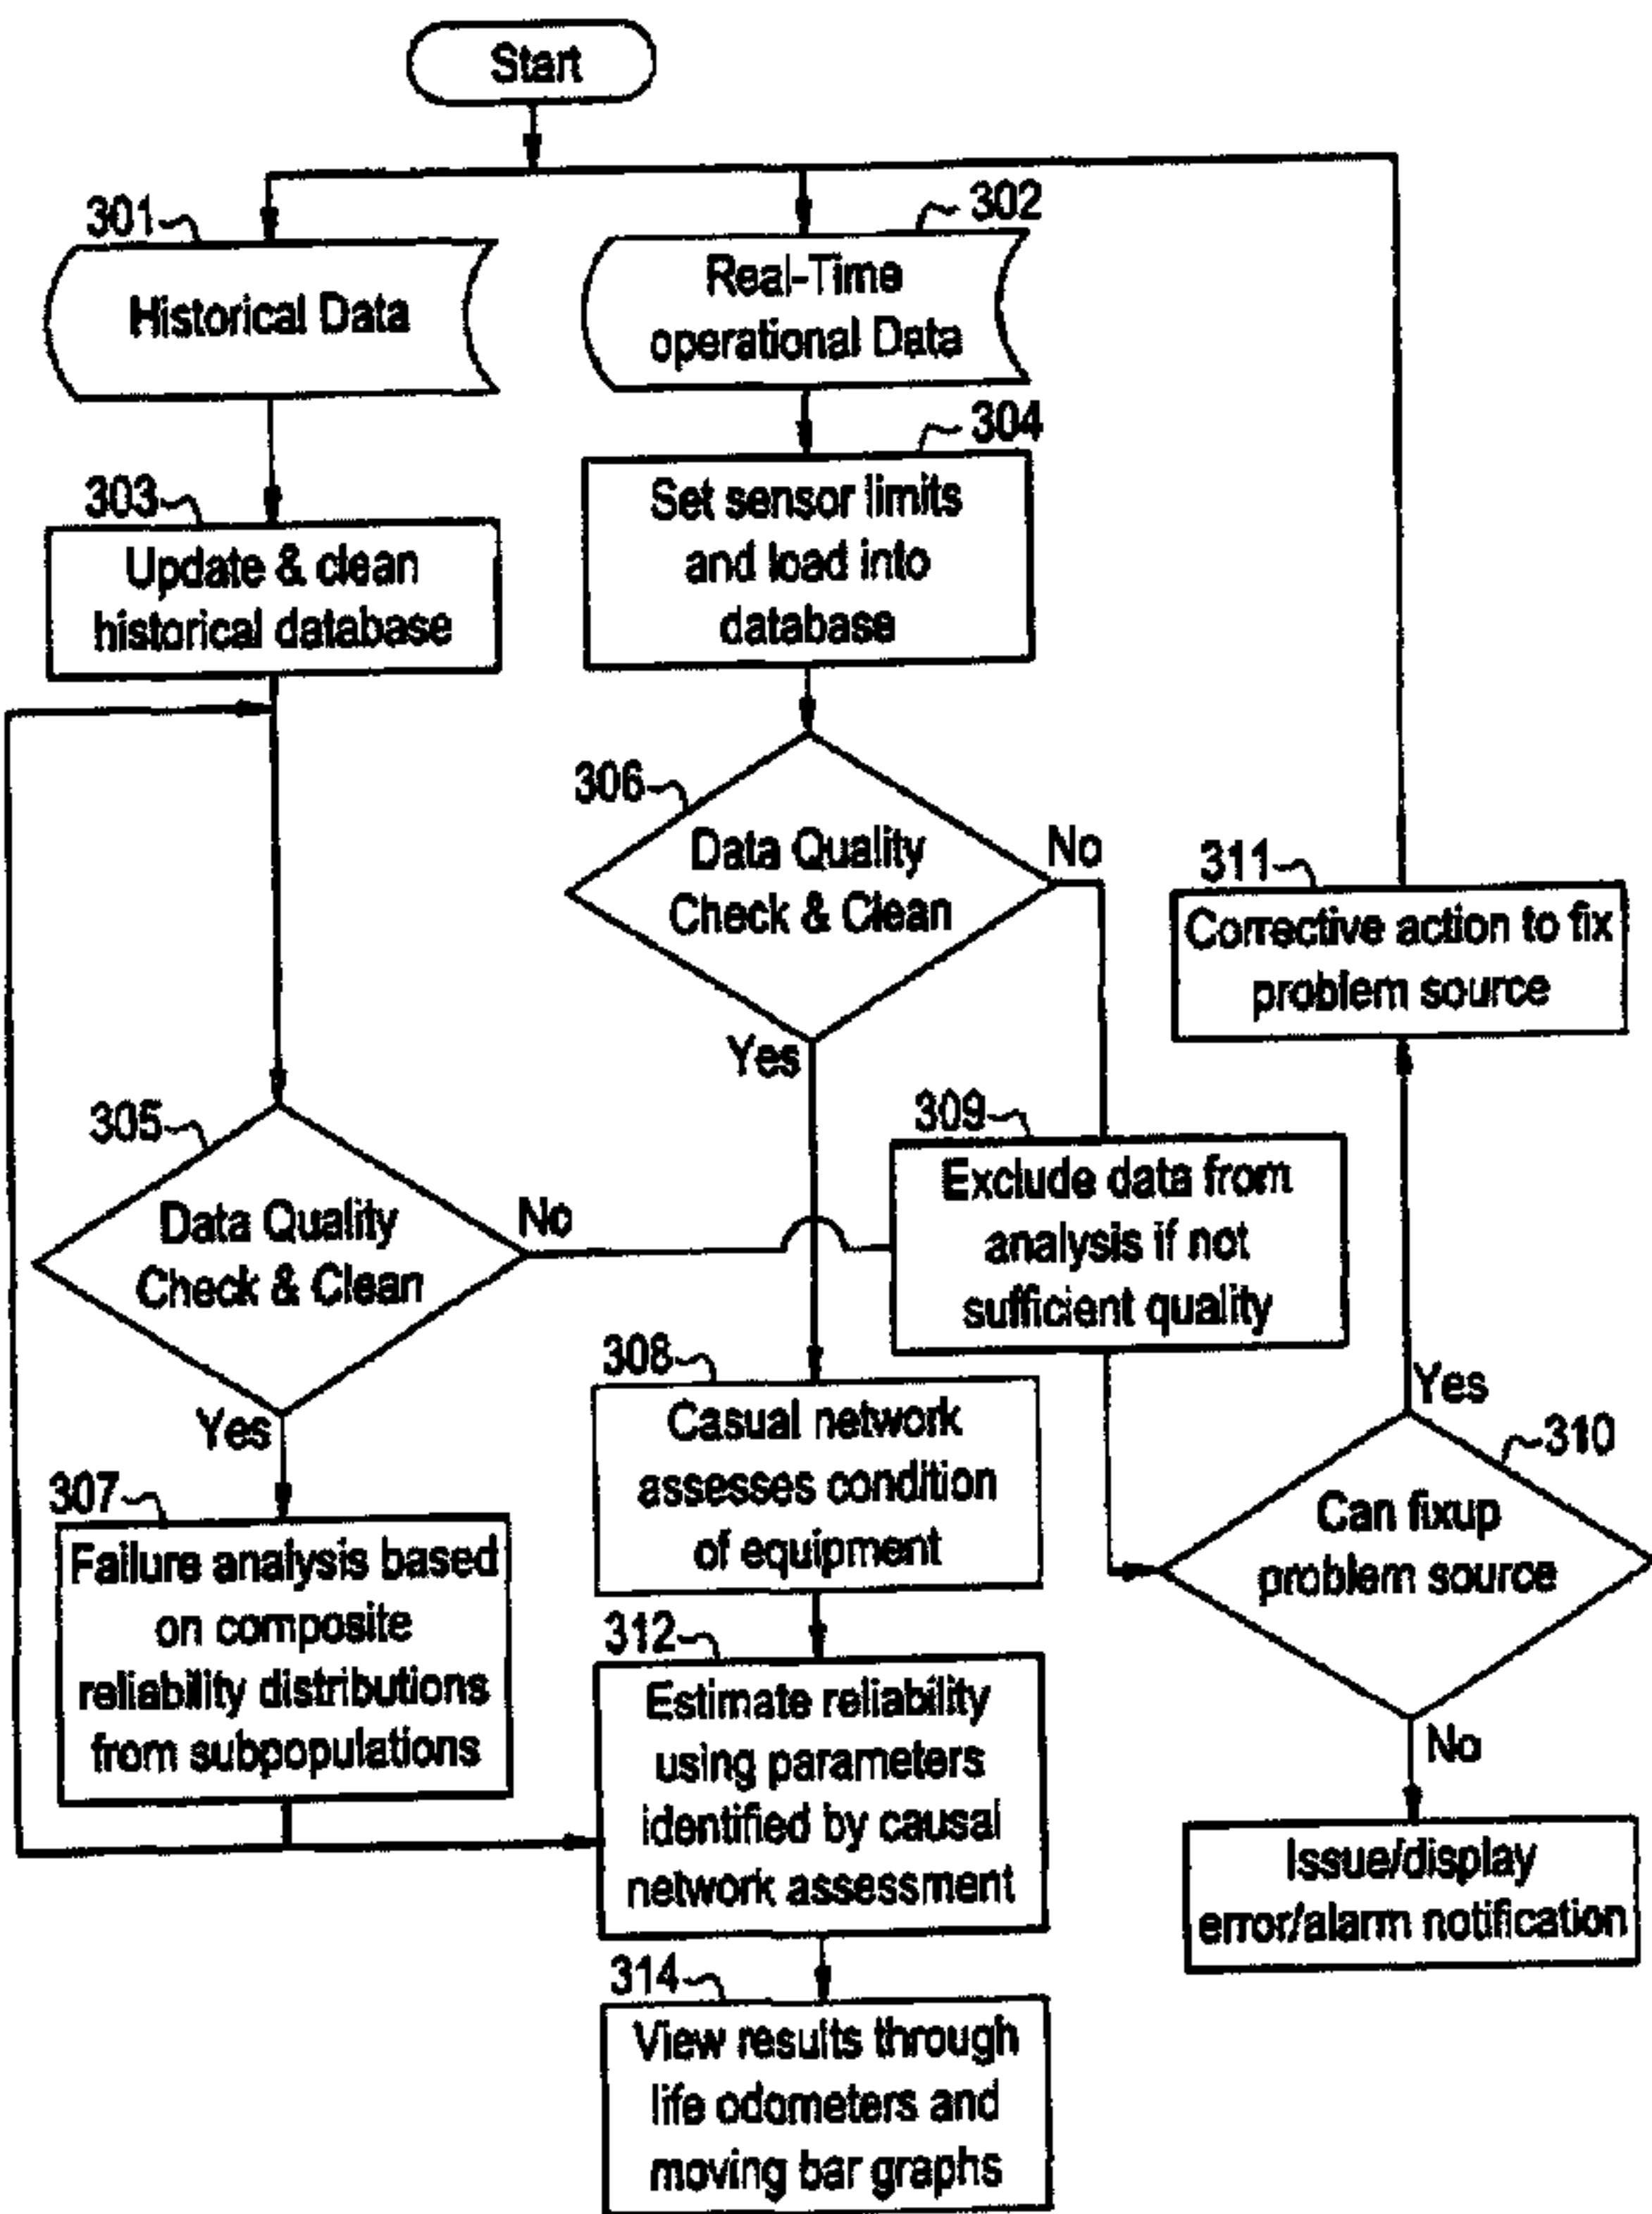 Start
301
302
Historical Data
Real-Time
operational Data
304
303
Set sensor limits
and load into
database
Update & clean
historical database
306
Data Quality
Check & Clean
No
Yes
311
Corrective action to fix
problem source
305
Data Quality
Check & Clean
No
Yes
309
Exclude data from
analysis if not
sufficient quality
308
Casual network
assesses condition
of equipment
Yes
310
Can fixup
problem source
No
307
Failure analysis based
on composite
reliability distributions
from subpopulations
312
Estimate reliability
using parameters
identified by causal
network assessment
Issue/display
error/alarm notification
314
View results through
life odometers and
moving bar graphs